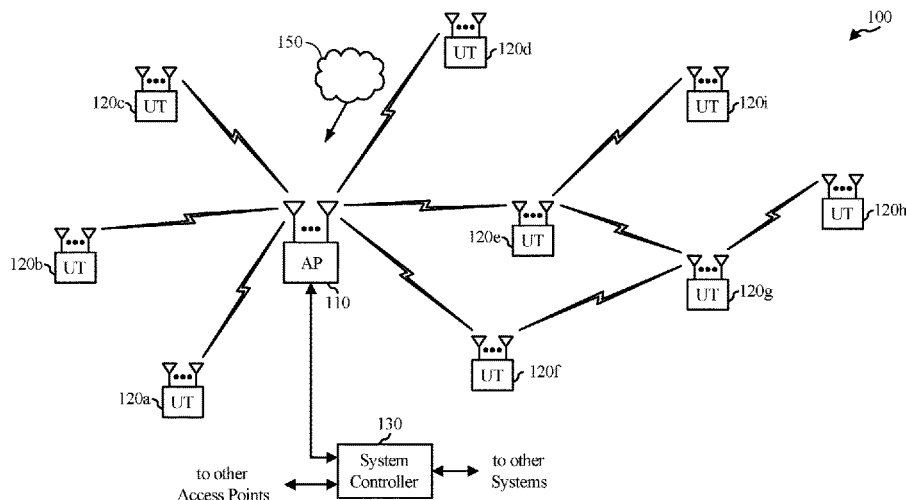 100
150
UT 120d
120c UT
UT 120i
UT 120h
120b UT
120e UT
AP
110
UT 120g
UT 120f
120a UT
130
System
Controller
to other
Access Points
to other
Systems